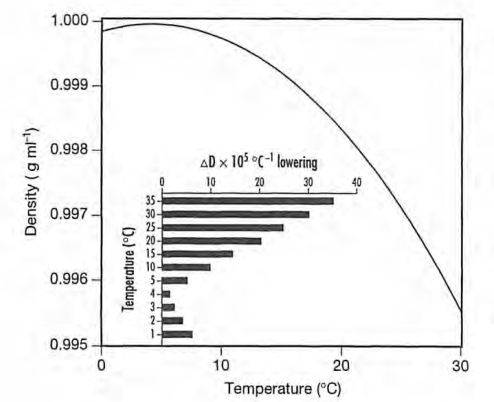 1.000
0.999
0.998
0.997
0.996
0.995
Density ( g ml⁻¹)
△D × 10⁵ °C⁻¹ lowering
0 10 20 30 40
35
30
25
20
15
10
5
4
3
2
1
Temperature (°C)
0 10 20 30
Temperature (°C)